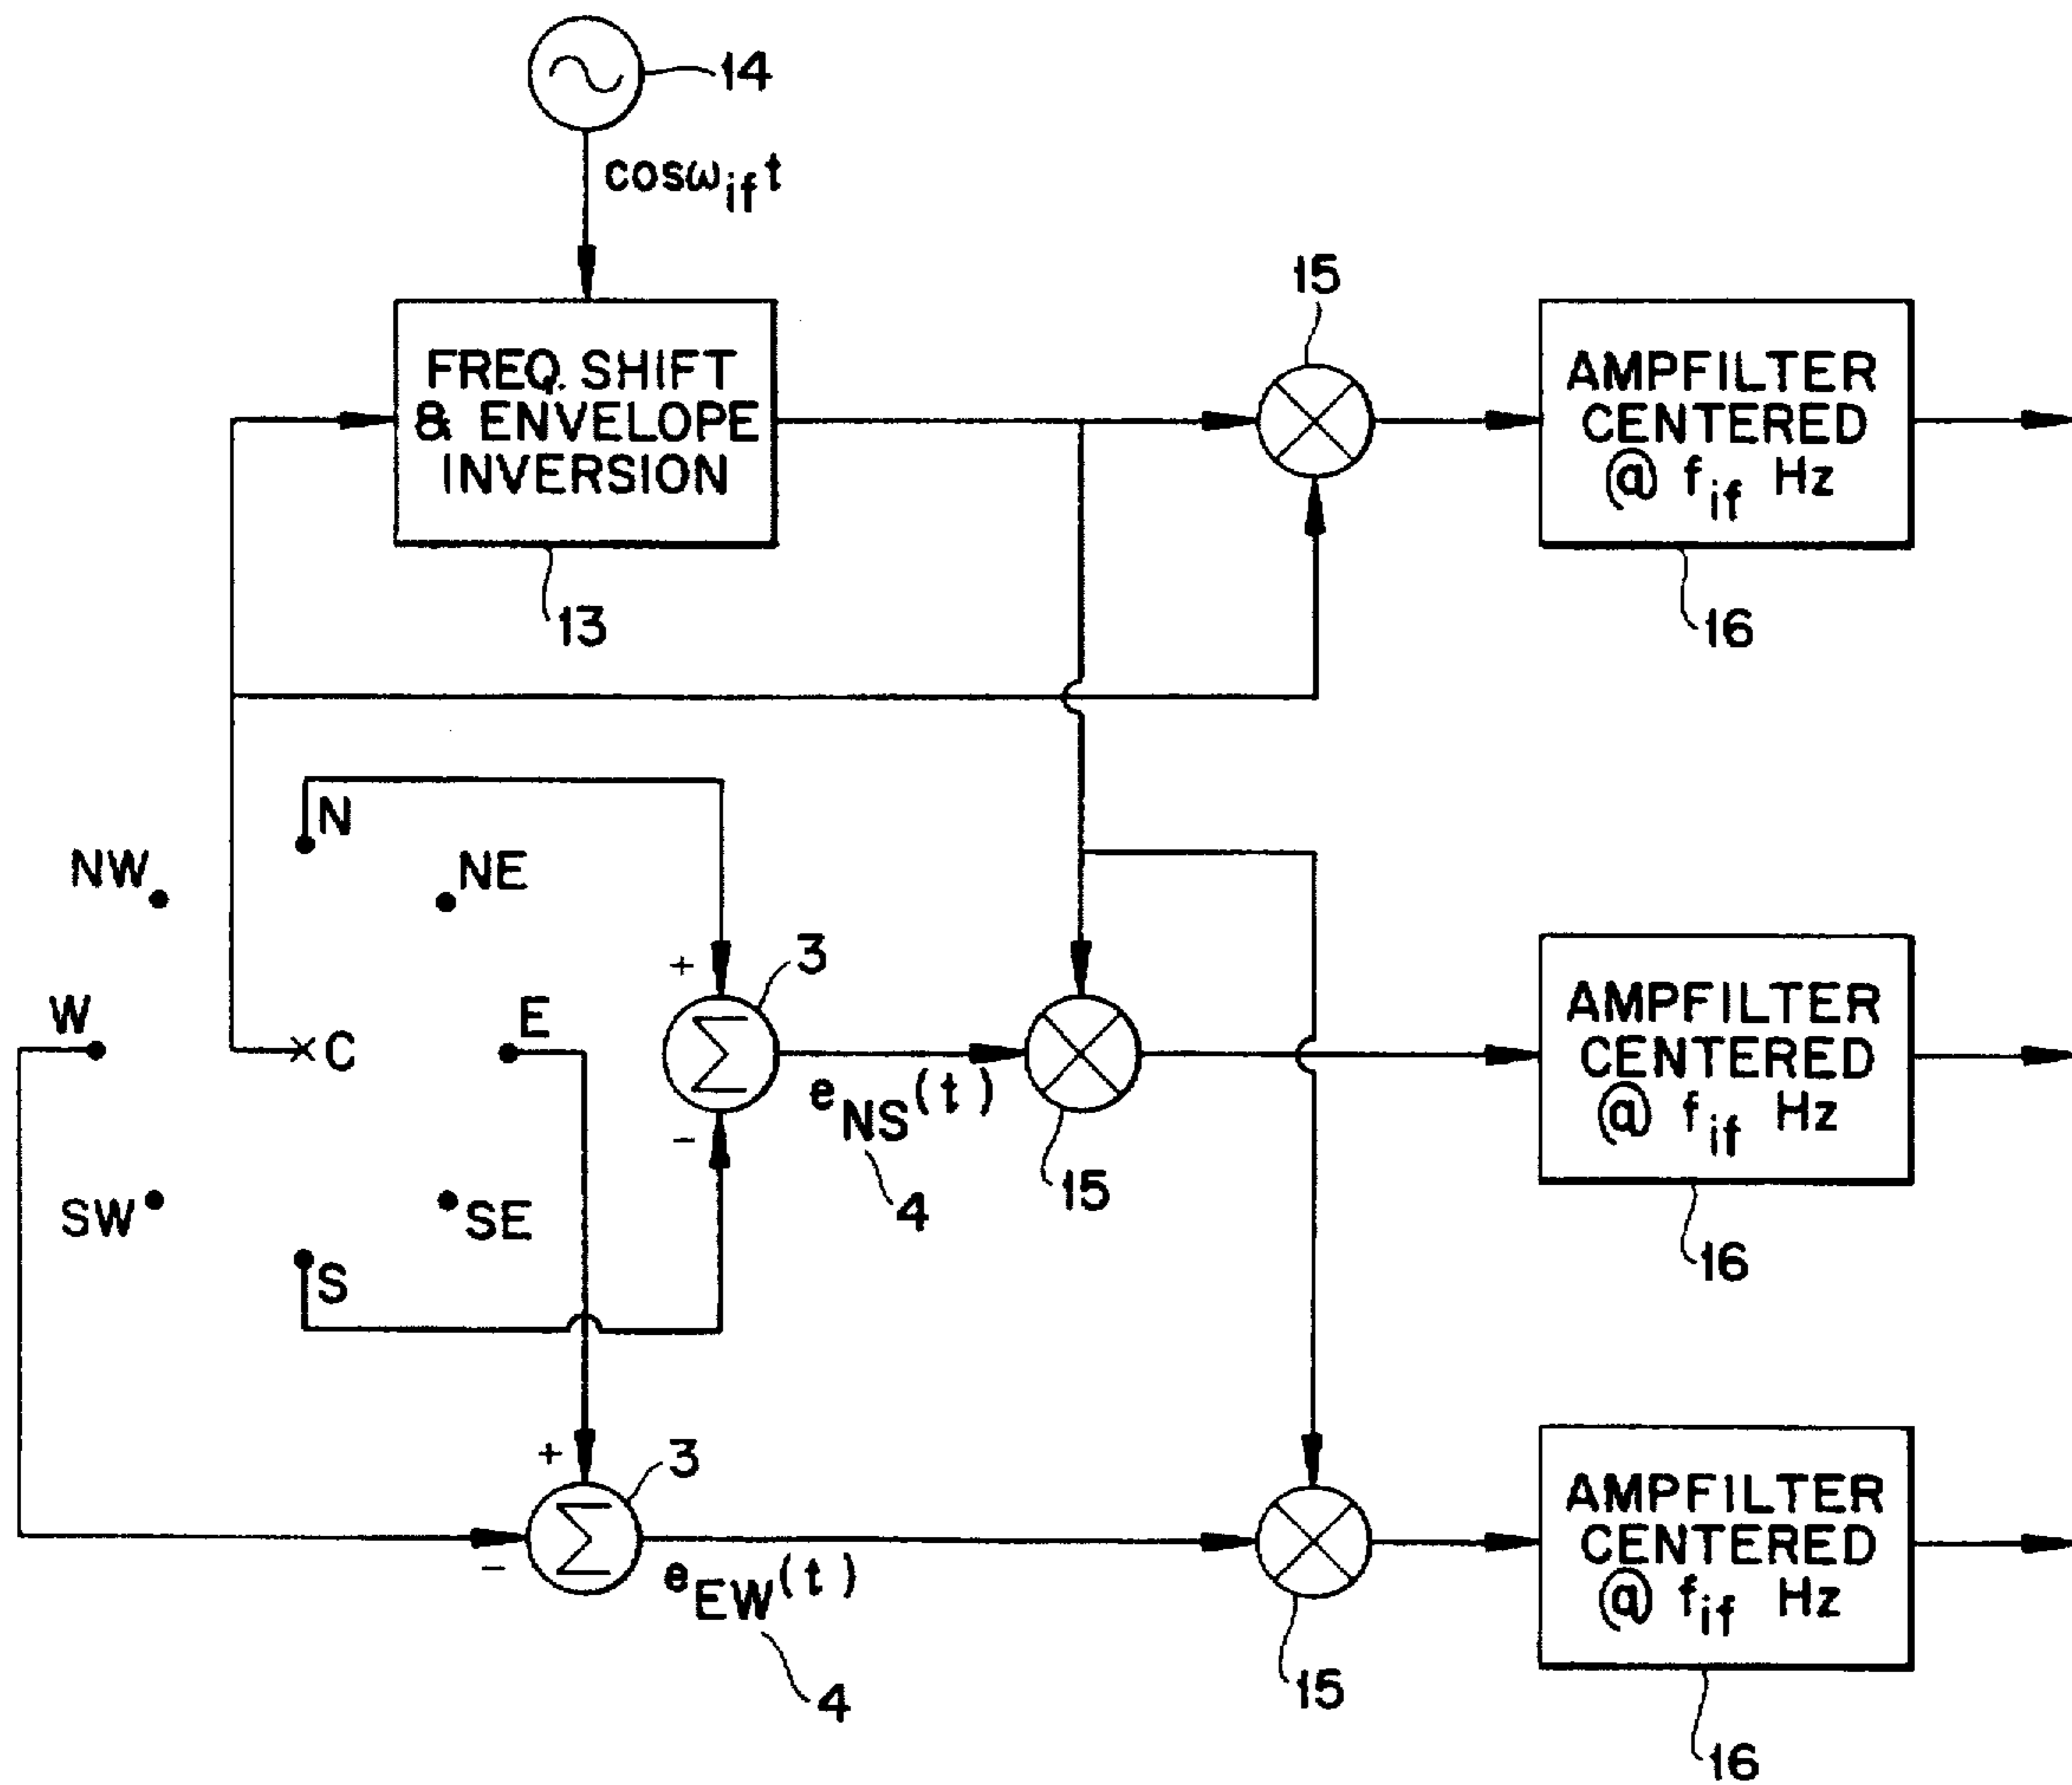 14
cosω_if t
15
FREQ. SHIFT
& ENVELOPE
INVERSION
AMPFILTER
CENTERED
@ f_if Hz
13
16
N
NW
NE
3
+
W
E
C
AMPFILTER
CENTERED
@ f_if Hz
e_NS(t)
-
15
4
SW
SE
16
S
3
+
AMPFILTER
CENTERED
@ f_if Hz
-
e_EW(t)
15
4
16